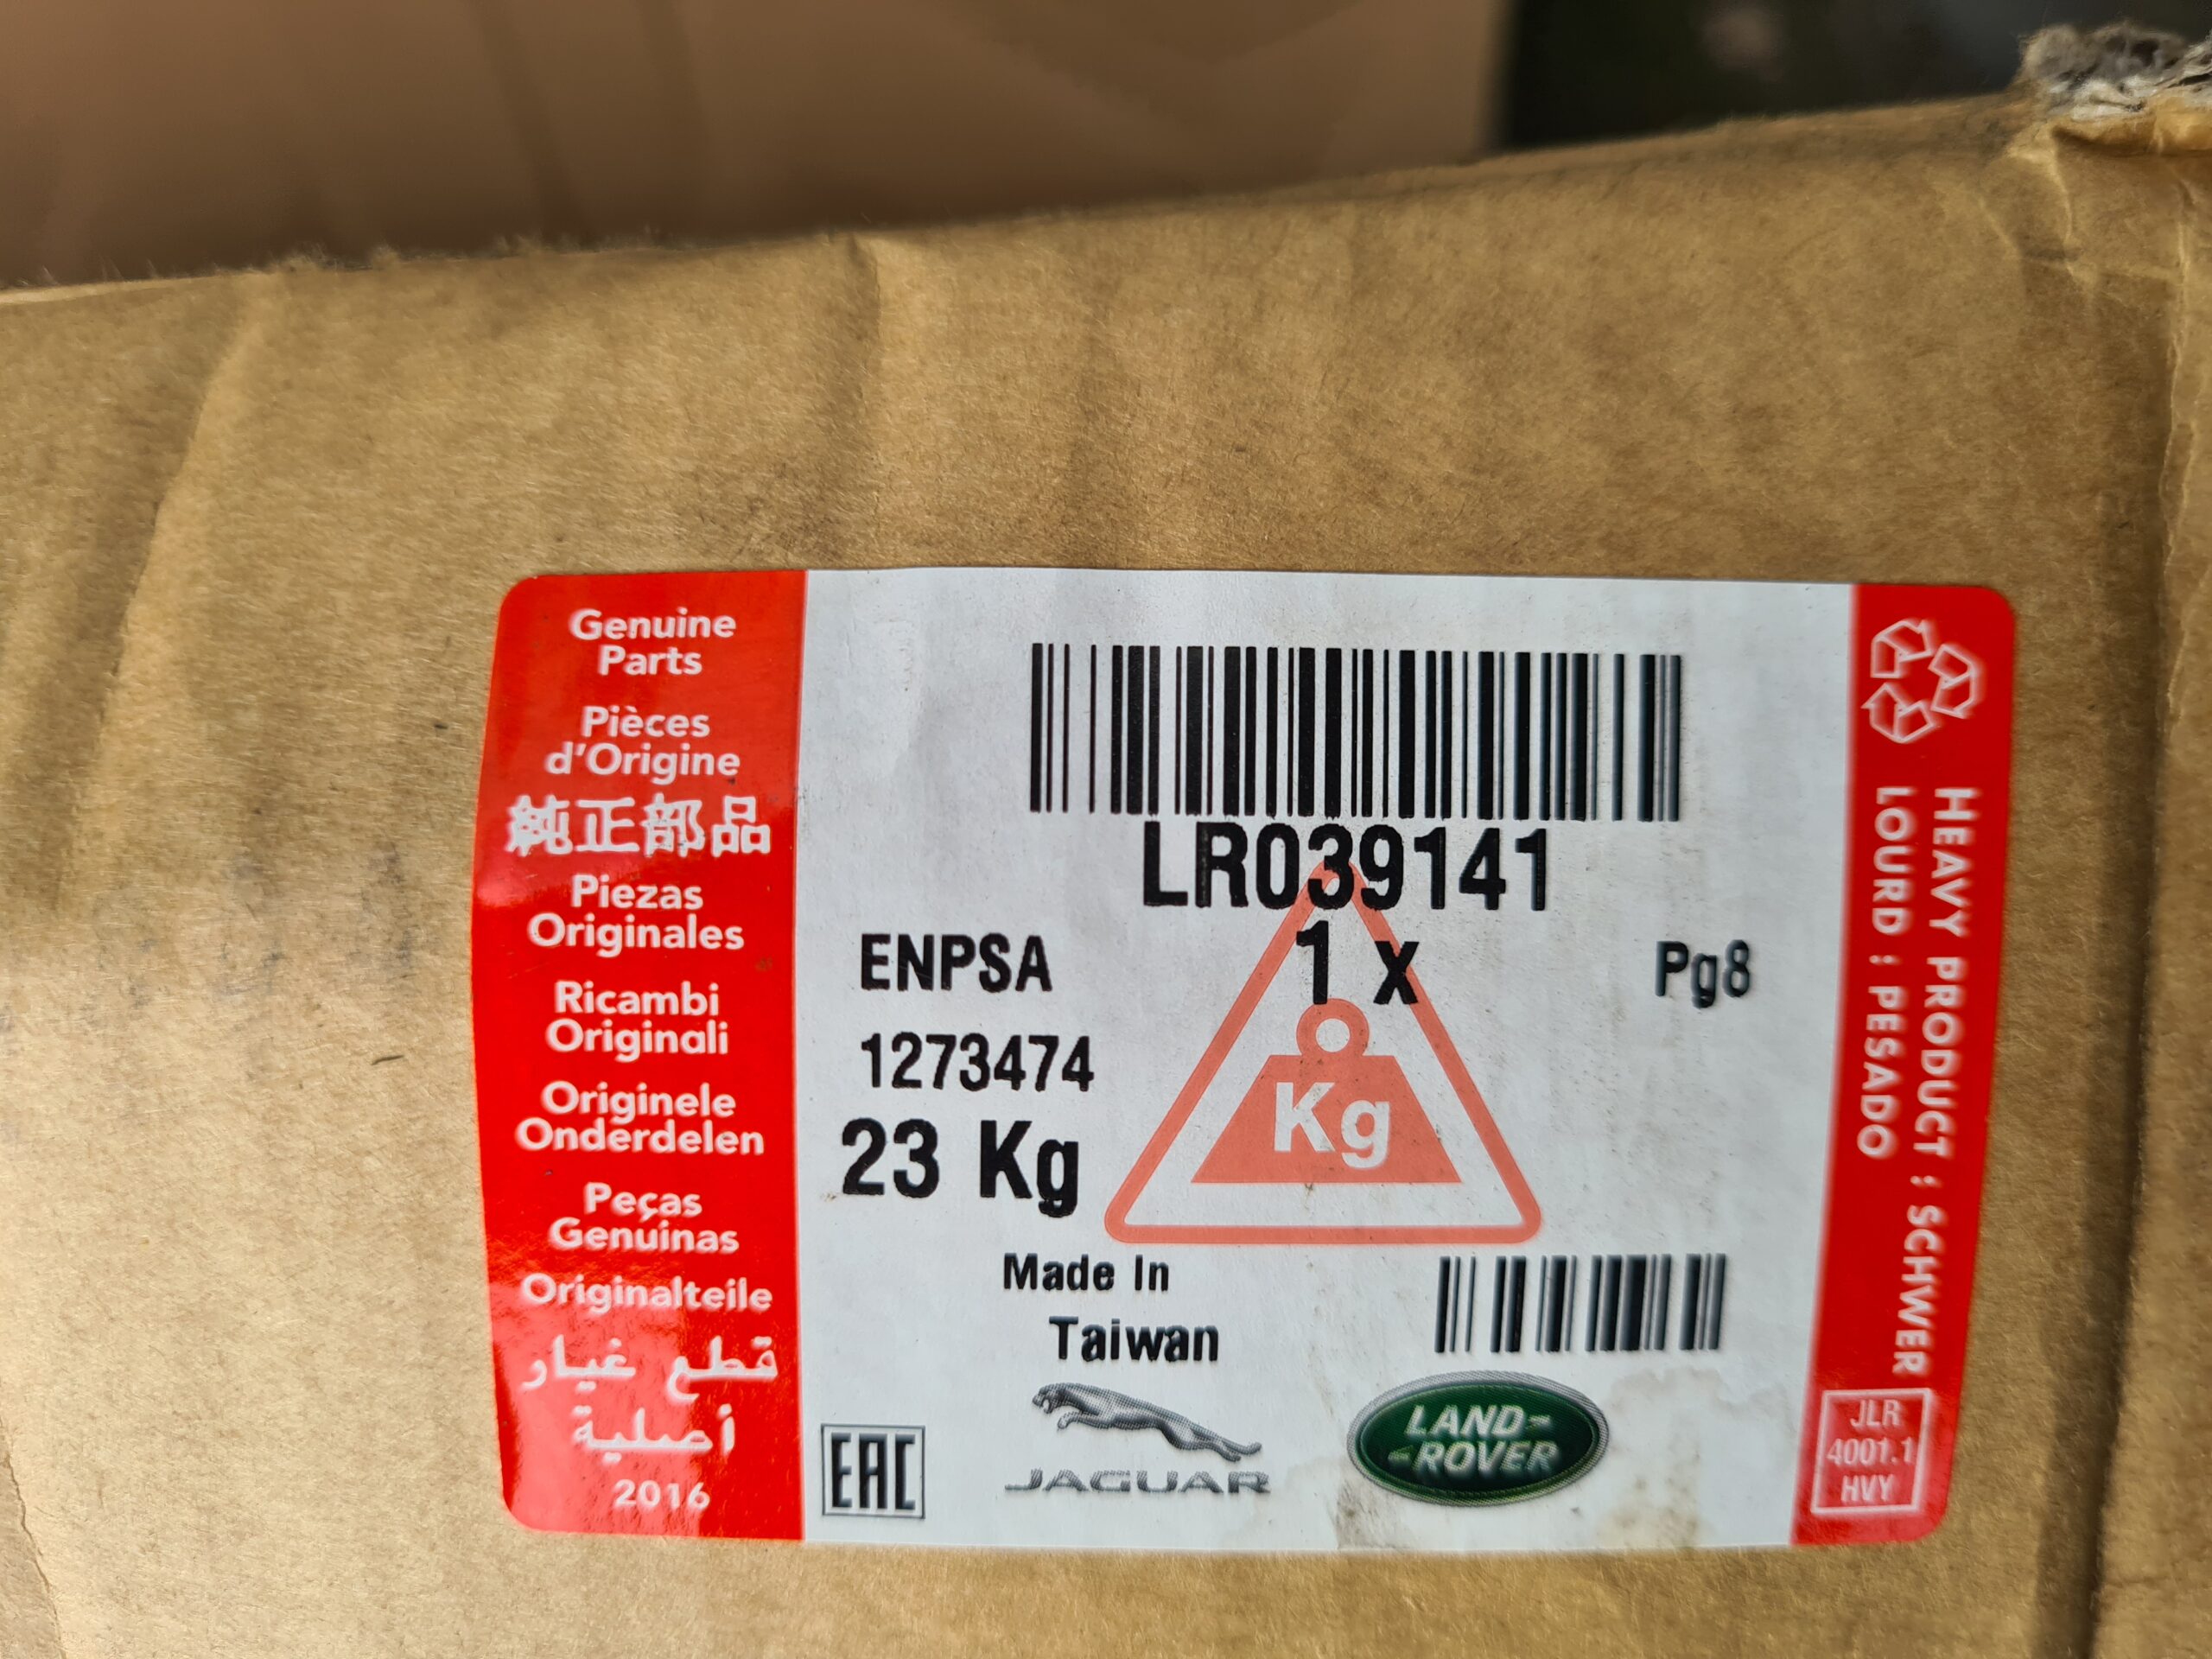 Genuine
Parts
Pièces
d'Origine
純正部品
Piezas
Originales
Ricambi
Originali
Originele
Onderdelen
Peças
Genuínas
Originalteile
قطع غيار
أصلية
2016
LR039141
ENPSA
1 x
Pg8
1273474
23 Kg
Kg
Made In
Taiwan
EAC
JAGUAR
LAND-
-ROVER
HEAVY PRODUCT : SCHWER
LOURD : PESADO
JLR
4001.1
HVY